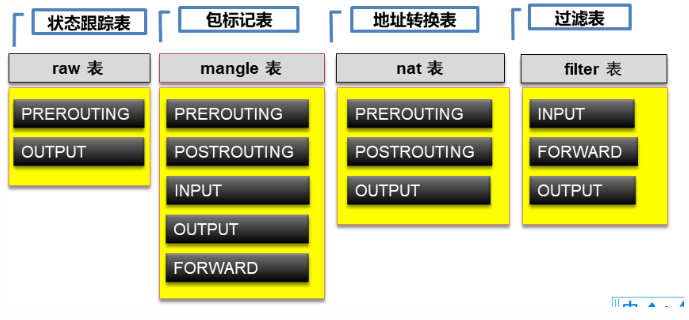 状态跟踪表 包标记表 地址转换表 过滤表
raw 表 mangle 表 nat 表 filter 表
PREROUTING PREROUTING PREROUTING INPUT
OUTPUT POSTROUTING POSTROUTING FORWARD
INPUT OUTPUT OUTPUT
OUTPUT
FORWARD